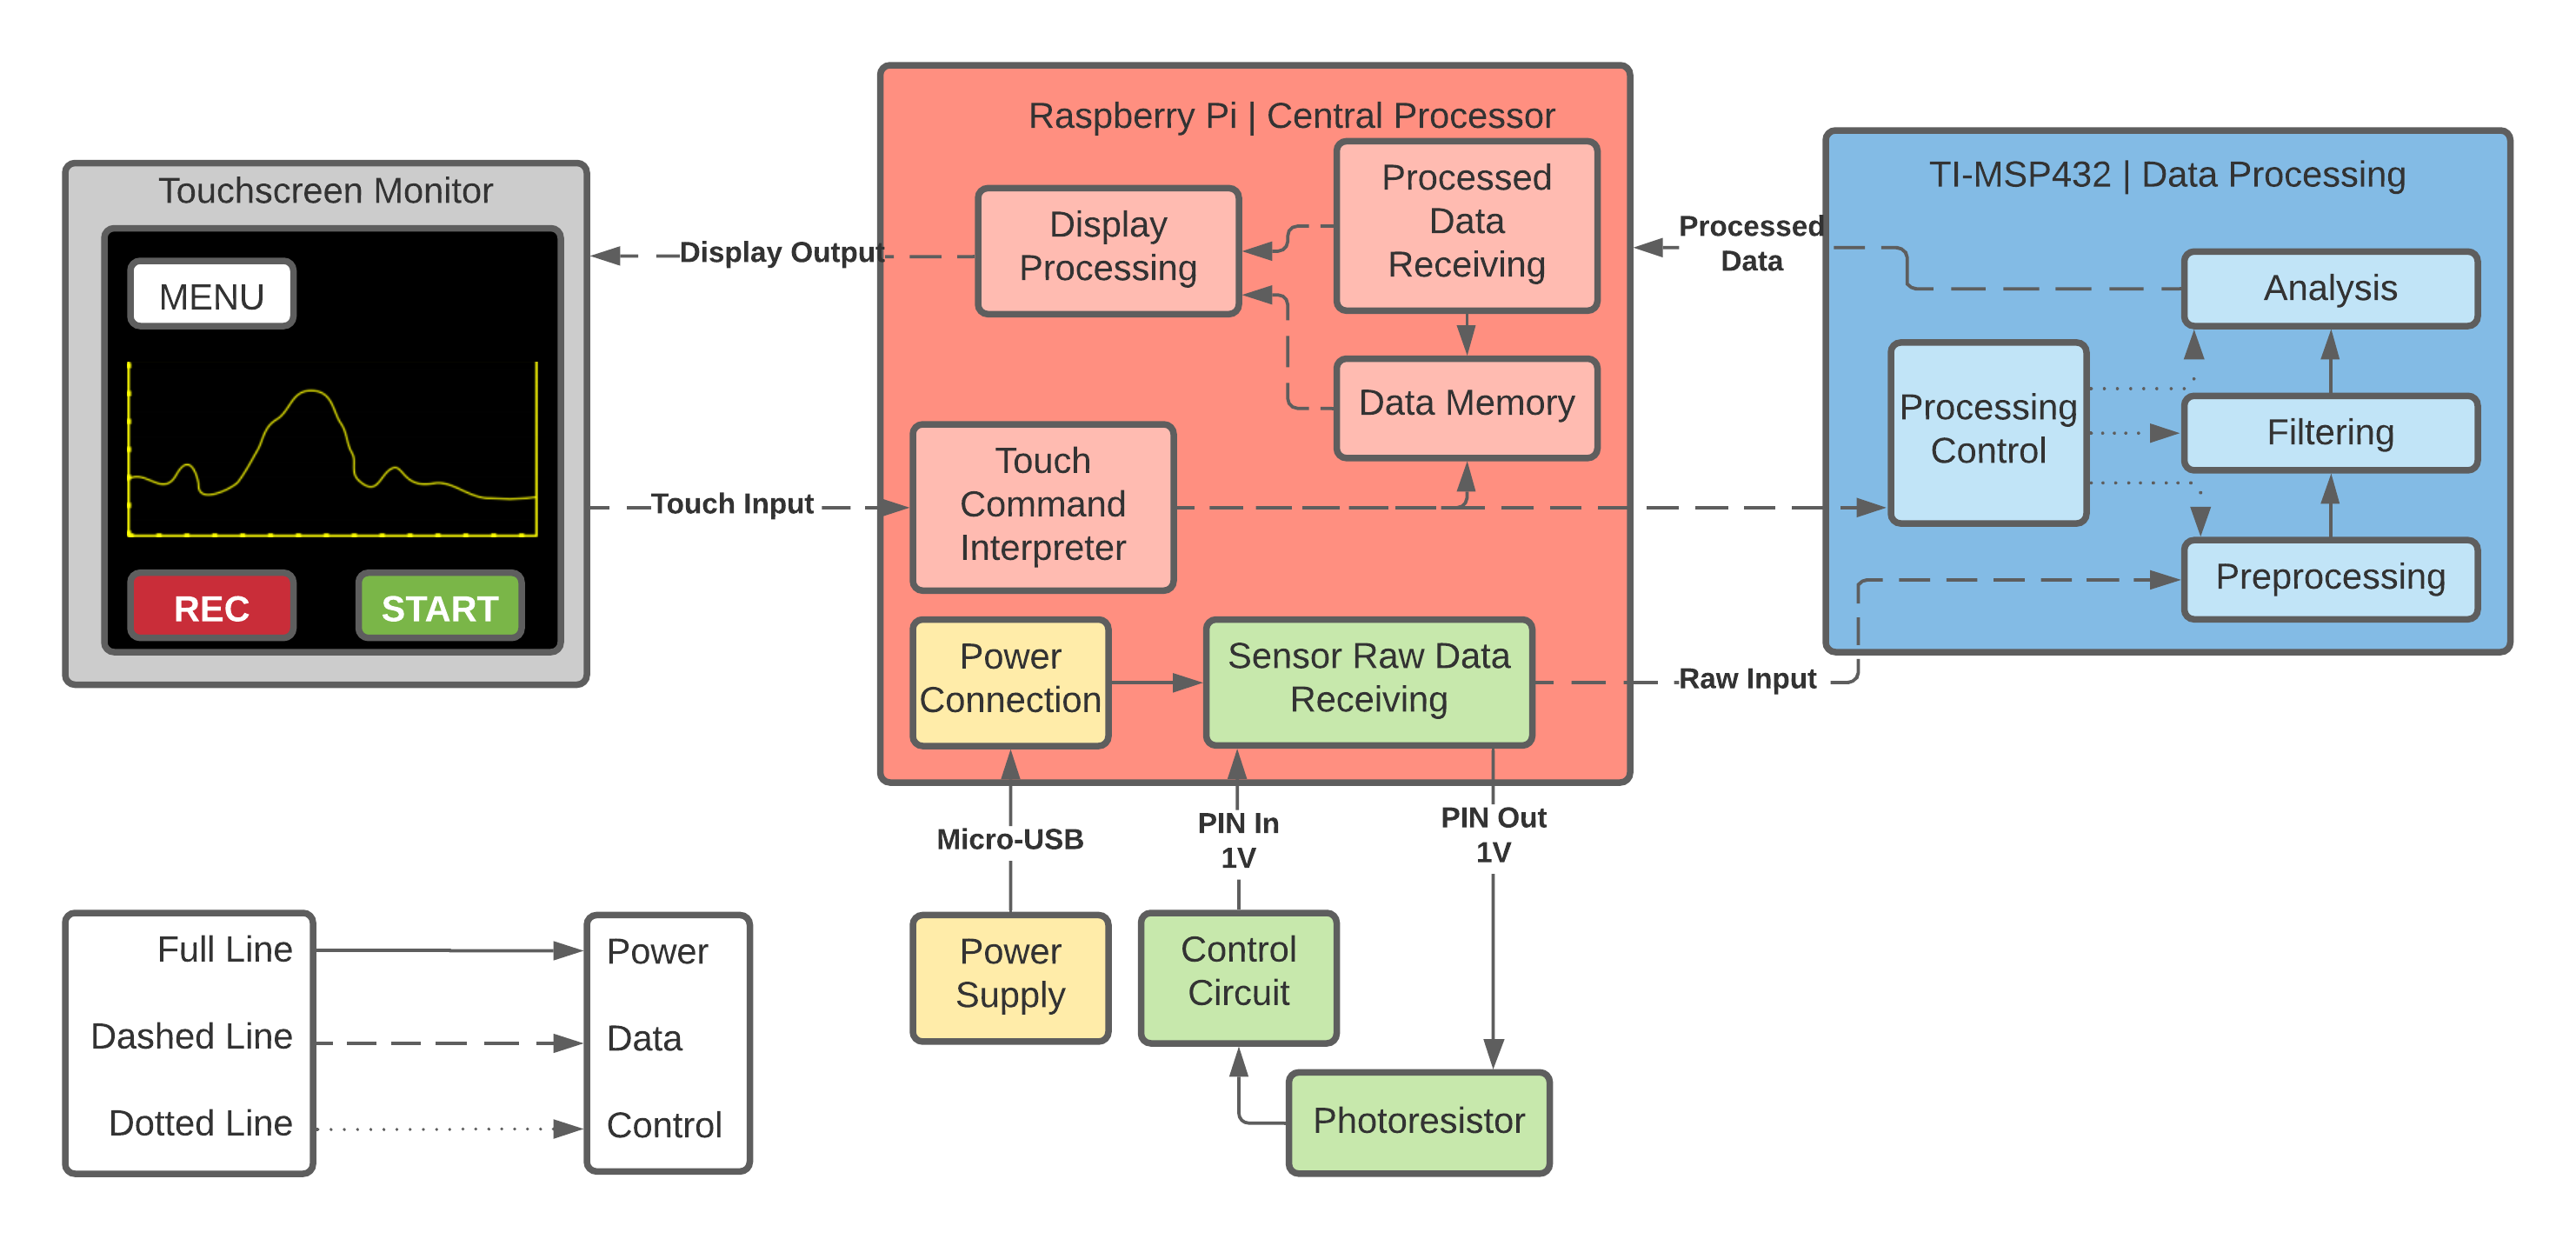 Raspberry Pi | Central Processor
Touchscreen Monitor
MENU
REC
START
Display Output
Touch Input
Display
Processing
Processed
Data
Receiving
Data Memory
Touch
Command
Interpreter
Power
Connection
Sensor Raw Data
Receiving
Processed
Data
Raw Input
TI-MSP432 | Data Processing
Analysis
Processing
Control
Filtering
Preprocessing
Micro-USB
PIN In
1V
PIN Out
1V
Power
Supply
Control
Circuit
Photoresistor
Full Line
Power
Dashed Line
Data
Dotted Line
Control